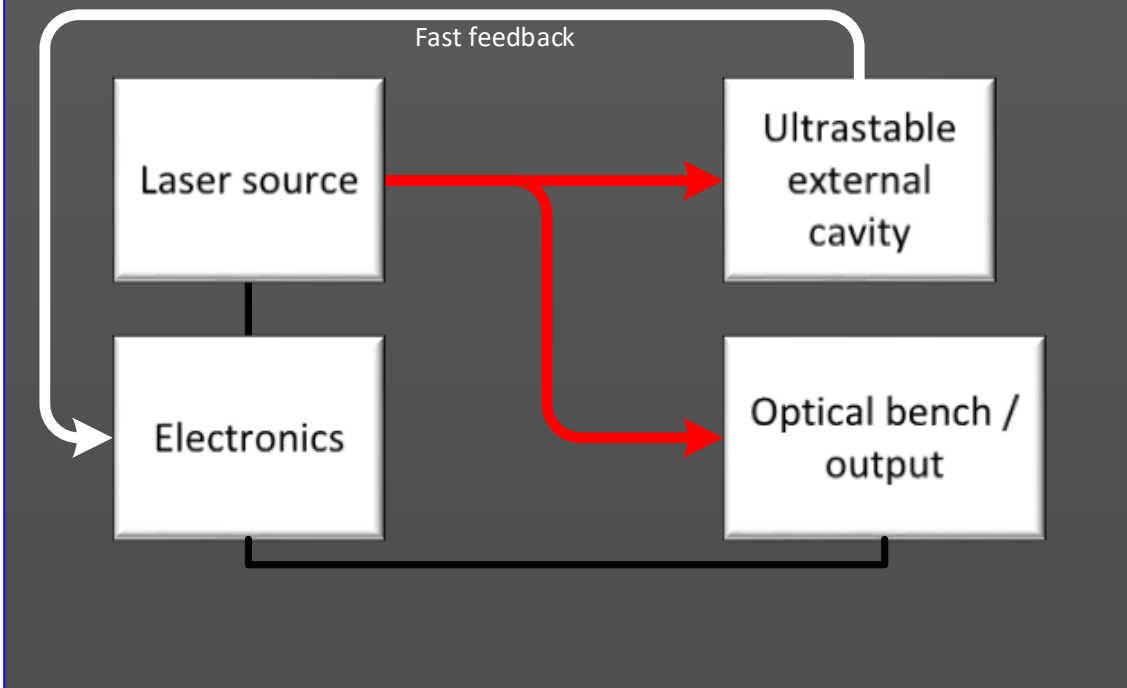 Fast feedback
Laser source
Ultrastable
external
cavity
Electronics
Optical bench /
output